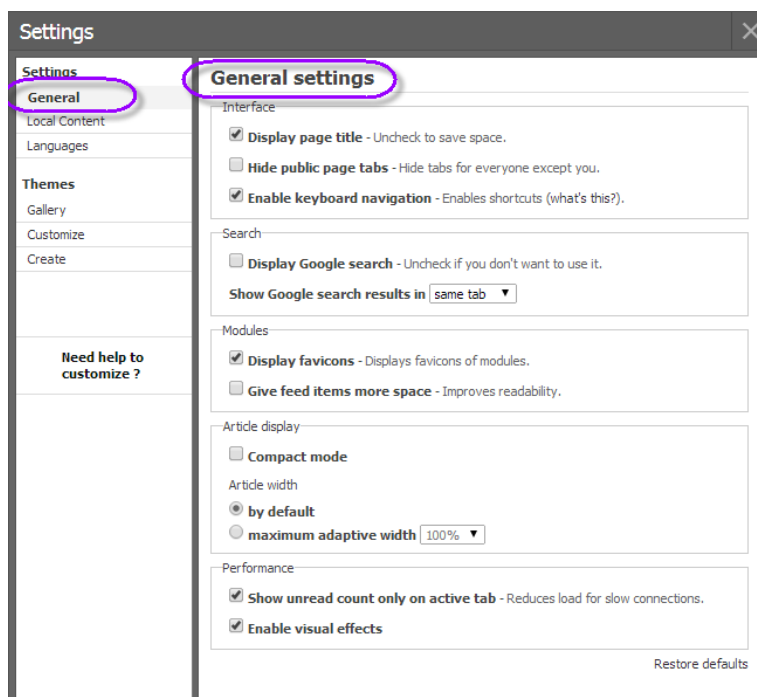 Settings
Settings
General
Local Content
Languages
Themes
Gallery
Customize
Create
Need help to
customize ?
General settings
Interface
Display page title - Uncheck to save space.
Hide public page tabs - Hide tabs for everyone except you.
Enable keyboard navigation - Enables shortcuts (what's this?).
Search
Display Google search - Uncheck if you don't want to use it.
Show Google search results in same tab
Modules
Display favicons - Displays favicons of modules.
Give feed items more space - Improves readability.
Article display
Compact mode
Article width
by default
maximum adaptive width 100%
Performance
Show unread count only on active tab - Reduces load for slow connections.
Enable visual effects
Restore defaults